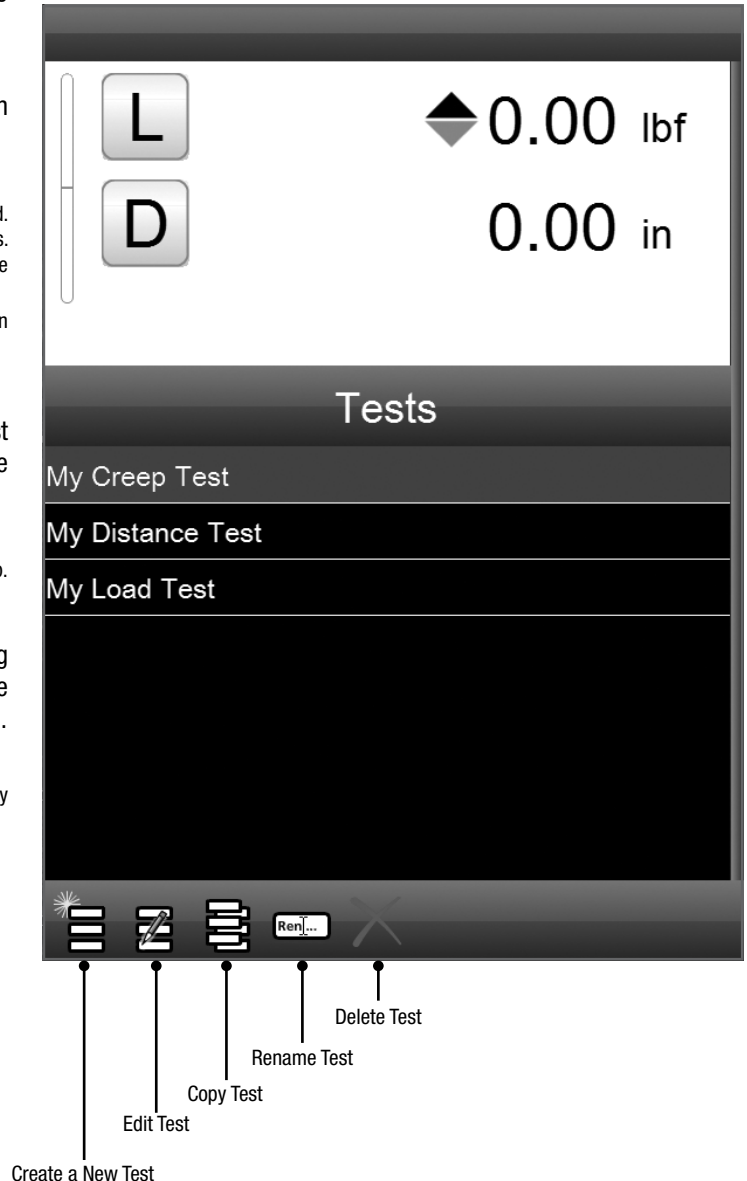 L 0.00 lbf
D 0.00 in
Tests
My Creep Test
My Distance Test
My Load Test
Ren...
Delete Test
Rename Test
Copy Test
Edit Test
Create a New Test